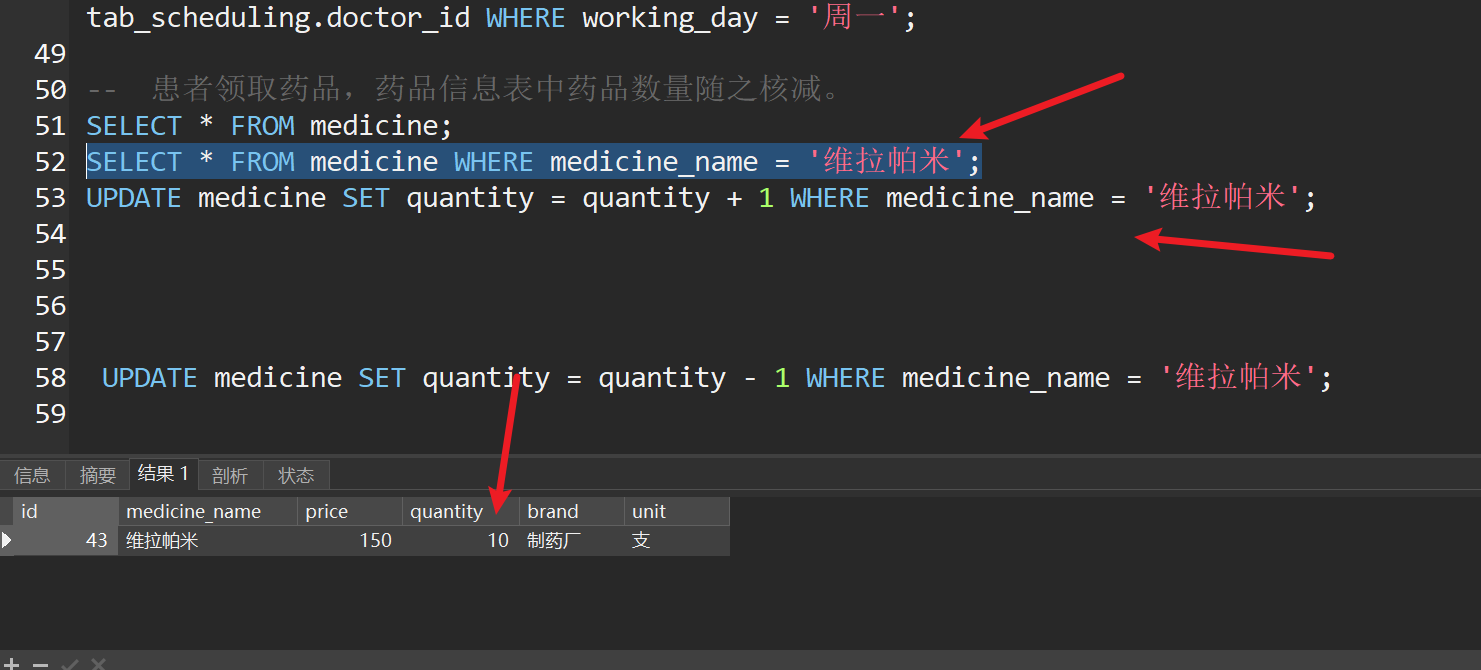 tab_scheduling.doctor_id WHERE working_day = '周一';
49
50 -- 患者领取药品，药品信息表中药品数量随之核减。
51 SELECT * FROM medicine;
52 SELECT * FROM medicine WHERE medicine_name = '维拉帕米';
53 UPDATE medicine SET quantity = quantity + 1 WHERE medicine_name = '维拉帕米';
54
55
56
57
58 UPDATE medicine SET quantity = quantity - 1 WHERE medicine_name = '维拉帕米';
59
信息 摘要 结果 1 剖析 状态
id medicine_name price quantity brand unit
43 维拉帕米 150 10 制药厂 支